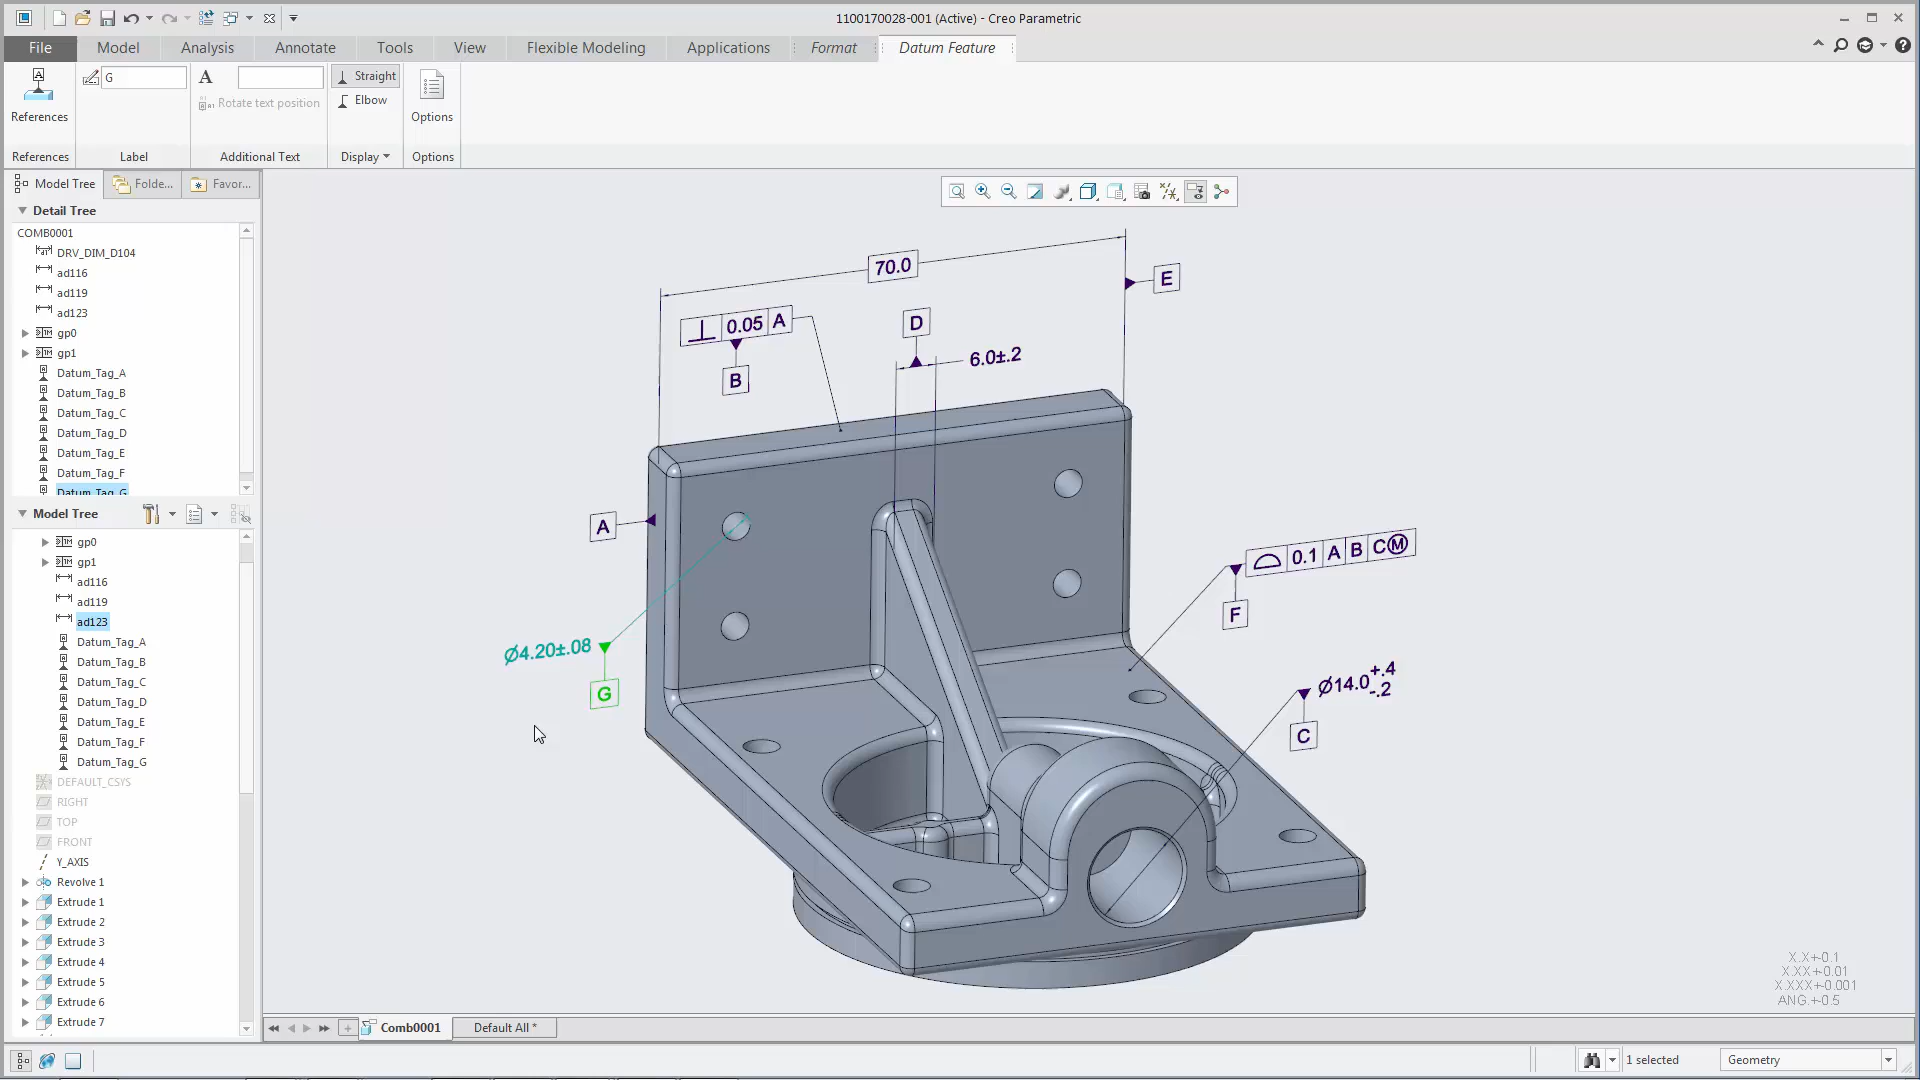 1100170028-001 (Active) - Creo Parametric
File
Model
Analysis
Annotate
Tools
View
Flexible Modeling
Applications
Format
Datum Feature
G
A
Straight
Rotate text position
Elbow
References
Options
References
Label
Additional Text
Display
Options
Model Tree
Folde...
Favor...
Detail Tree
COMB0001
DRV_DIM_D104
ad116
ad119
ad123
gp0
gp1
Datum_Tag_A
Datum_Tag_B
Datum_Tag_C
Datum_Tag_D
Datum_Tag_E
Datum_Tag_F
Datum_Tag_G
Model Tree
gp0
gp1
ad116
ad119
ad123
Datum_Tag_A
Datum_Tag_B
Datum_Tag_C
Datum_Tag_D
Datum_Tag_E
Datum_Tag_F
Datum_Tag_G
DEFAULT_CSYS
RIGHT
TOP
FRONT
Y_AXIS
Revolve 1
Extrude 1
Extrude 2
Extrude 3
Extrude 4
Extrude 5
Extrude 6
Extrude 7
70.0
E
⊥ 0.05 A
D
B
6.0±.2
A
⌓ 0.1 A B CⓂ
F
Ø4.20±.08
G
Ø14.0+.4
-.2
C
X.X+-0.1
X.XX+-0.01
X.XXX+-0.001
ANG.+-0.5
Comb0001
Default All *
1 selected
Geometry